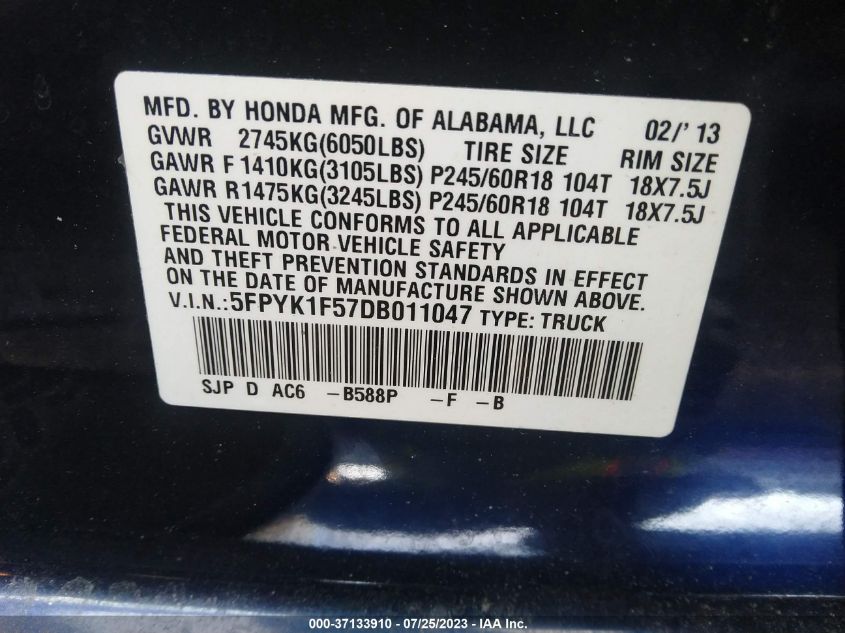 MFD. BY HONDA MFG. OF ALABAMA, LLC 02/' 13
GVWR 2745KG(6050LBS) TIRE SIZE RIM SIZE
GAWR F 1410KG(3105LBS) P245/60R18 104T 18X7.5J
GAWR R1475KG(3245LBS) P245/60R18 104T 18X7.5J
THIS VEHICLE CONFORMS TO ALL APPLICABLE
FEDERAL MOTOR VEHICLE SAFETY
AND THEFT PREVENTION STANDARDS IN EFFECT
ON THE DATE OF MANUFACTURE SHOWN ABOVE.
V.I.N.:5FPYK1F57DB011047 TYPE: TRUCK
SJP D AC6 -B588P -F -B
000-37133910 / 07/25/2023 - IAA Inc.